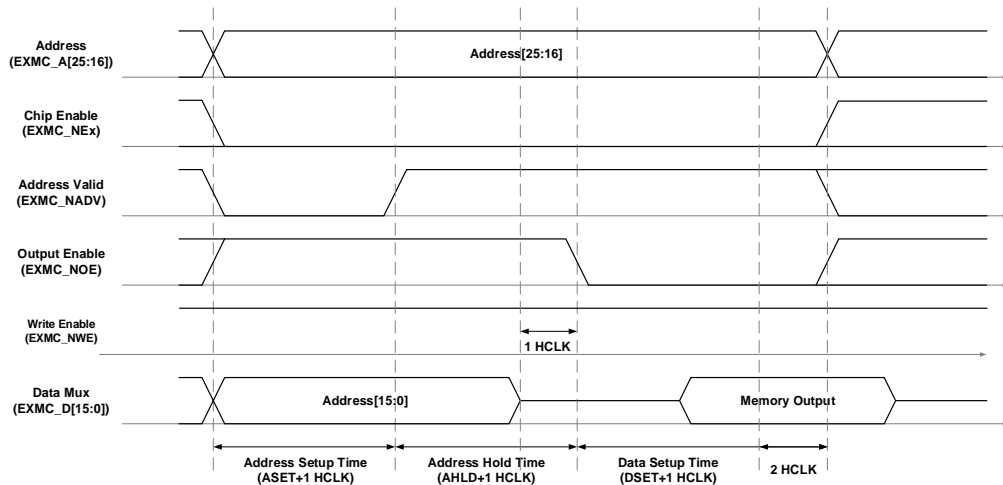 Address
(EXMC_A[25:16])
Address[25:16]
Chip Enable
(EXMC_NEx)
Address Valid
(EXMC_NADV)
Output Enable
(EXMC_NOE)
Write Enable
(EXMC_NWE)
1 HCLK
Data Mux
(EXMC_D[15:0])
Address[15:0]
Memory Output
Address Setup Time
(ASET+1 HCLK)
Address Hold Time
(AHLD+1 HCLK)
Data Setup Time
(DSET+1 HCLK)
2 HCLK